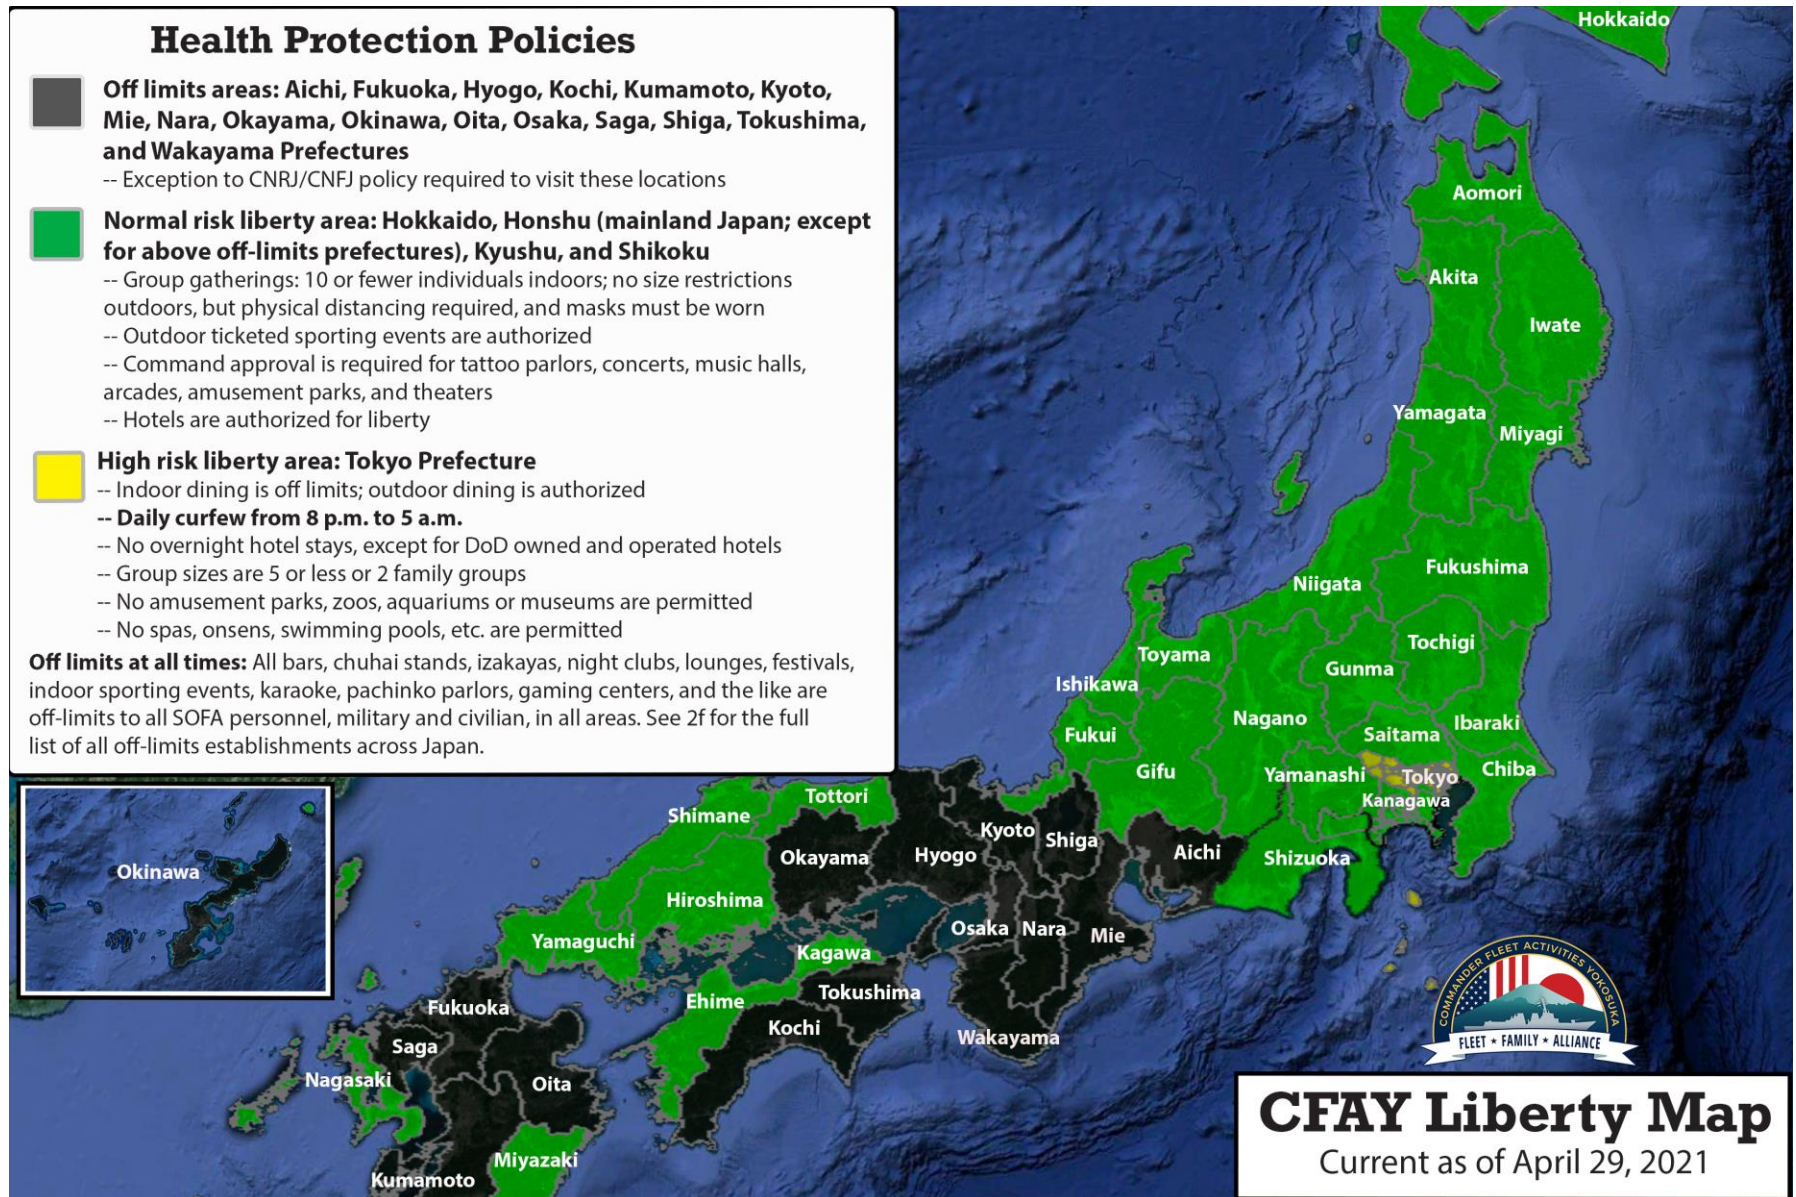 Health Protection Policies
Off limits areas: Aichi, Fukuoka, Hyogo, Kochi, Kumamoto, Kyoto,
Mie, Nara, Okayama, Okinawa, Oita, Osaka, Saga, Shiga, Tokushima,
and Wakayama Prefectures
-- Exception to CNRJ/CNFJ policy required to visit these locations
Normal risk liberty area: Hokkaido, Honshu (mainland Japan; except
for above off-limits prefectures), Kyushu, and Shikoku
-- Group gatherings: 10 or fewer individuals indoors; no size restrictions
outdoors, but physical distancing required, and masks must be worn
-- Outdoor ticketed sporting events are authorized
-- Command approval is required for tattoo parlors, concerts, music halls,
arcades, amusement parks, and theaters
-- Hotels are authorized for liberty
High risk liberty area: Tokyo Prefecture
-- Indoor dining is off limits; outdoor dining is authorized
-- Daily curfew from 8 p.m. to 5 a.m.
-- No overnight hotel stays, except for DoD owned and operated hotels
-- Group sizes are 5 or less or 2 family groups
-- No amusement parks, zoos, aquariums or museums are permitted
-- No spas, onsens, swimming pools, etc. are permitted
Off limits at all times: All bars, chuhai stands, izakayas, night clubs, lounges, festivals,
indoor sporting events, karaoke, pachinko parlors, gaming centers, and the like are
off-limits to all SOFA personnel, military and civilian, in all areas. See 2f for the full
list of all off-limits establishments across Japan.
Hokkaido
Aomori
Akita
Iwate
Yamagata
Miyagi
Fukushima
Niigata
Tochigi
Toyama
Gunma
Ishikawa
Nagano
Ibaraki
Fukui
Saitama
Gifu
Yamanashi
Tokyo
Chiba
Kanagawa
Tottori
Shimane
Kyoto
Shiga
Okayama
Hyogo
Aichi
Shizuoka
Okinawa
Hiroshima
Osaka
Nara
Mie
Yamaguchi
Kagawa
Ehime
Tokushima
Fukuoka
Kochi
Wakayama
Saga
Nagasaki
Oita
Miyazaki
Kumamoto
COMMANDER FLEET ACTIVITIES YOKOSUKA
FLEET ★ FAMILY ★ ALLIANCE
CFAY Liberty Map
Current as of April 29, 2021